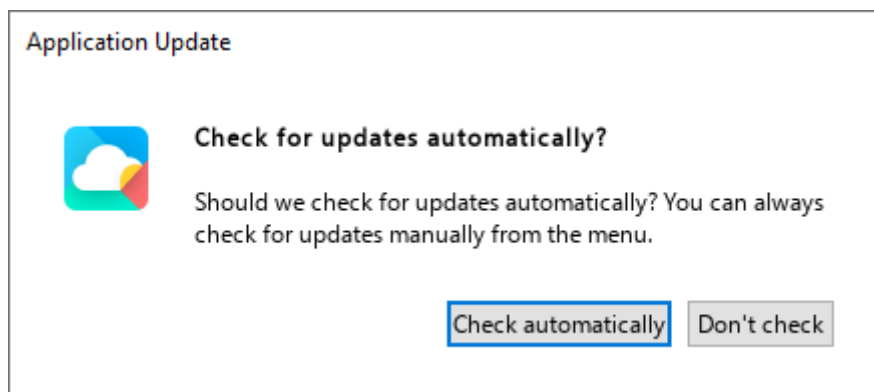 Application Update
Check for updates automatically?
Should we check for updates automatically? You can always
check for updates manually from the menu.
Check automatically Don't check